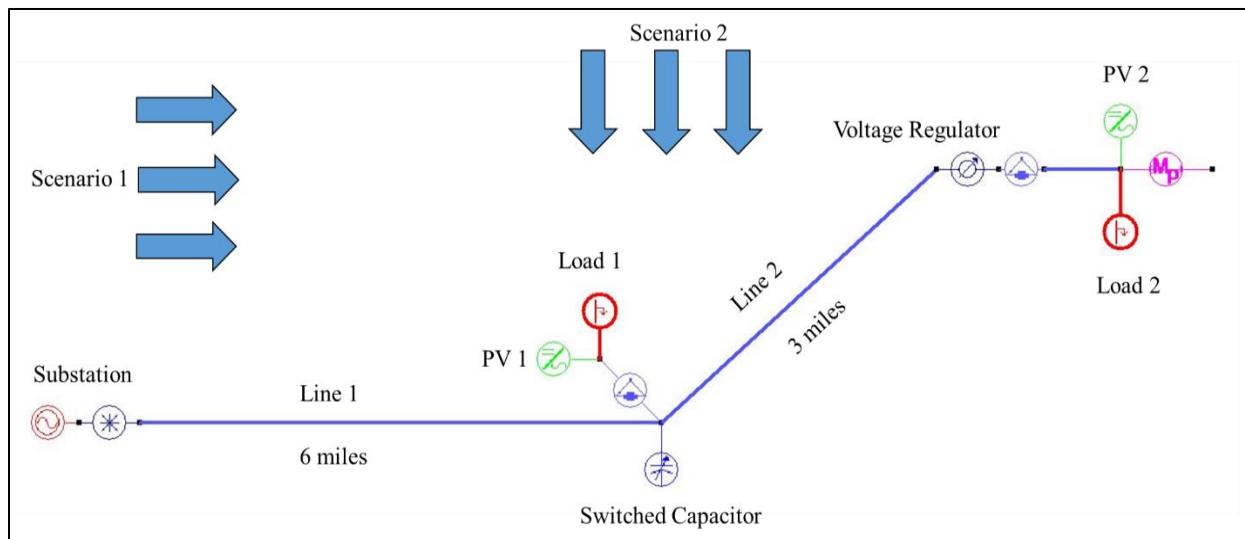 Scenario 2
PV 2
Voltage Regulator
Scenario 1
Mp
Load 1
Line 2
Load 2
3 miles
PV 1
Substation
Line 1
6 miles
Switched Capacitor